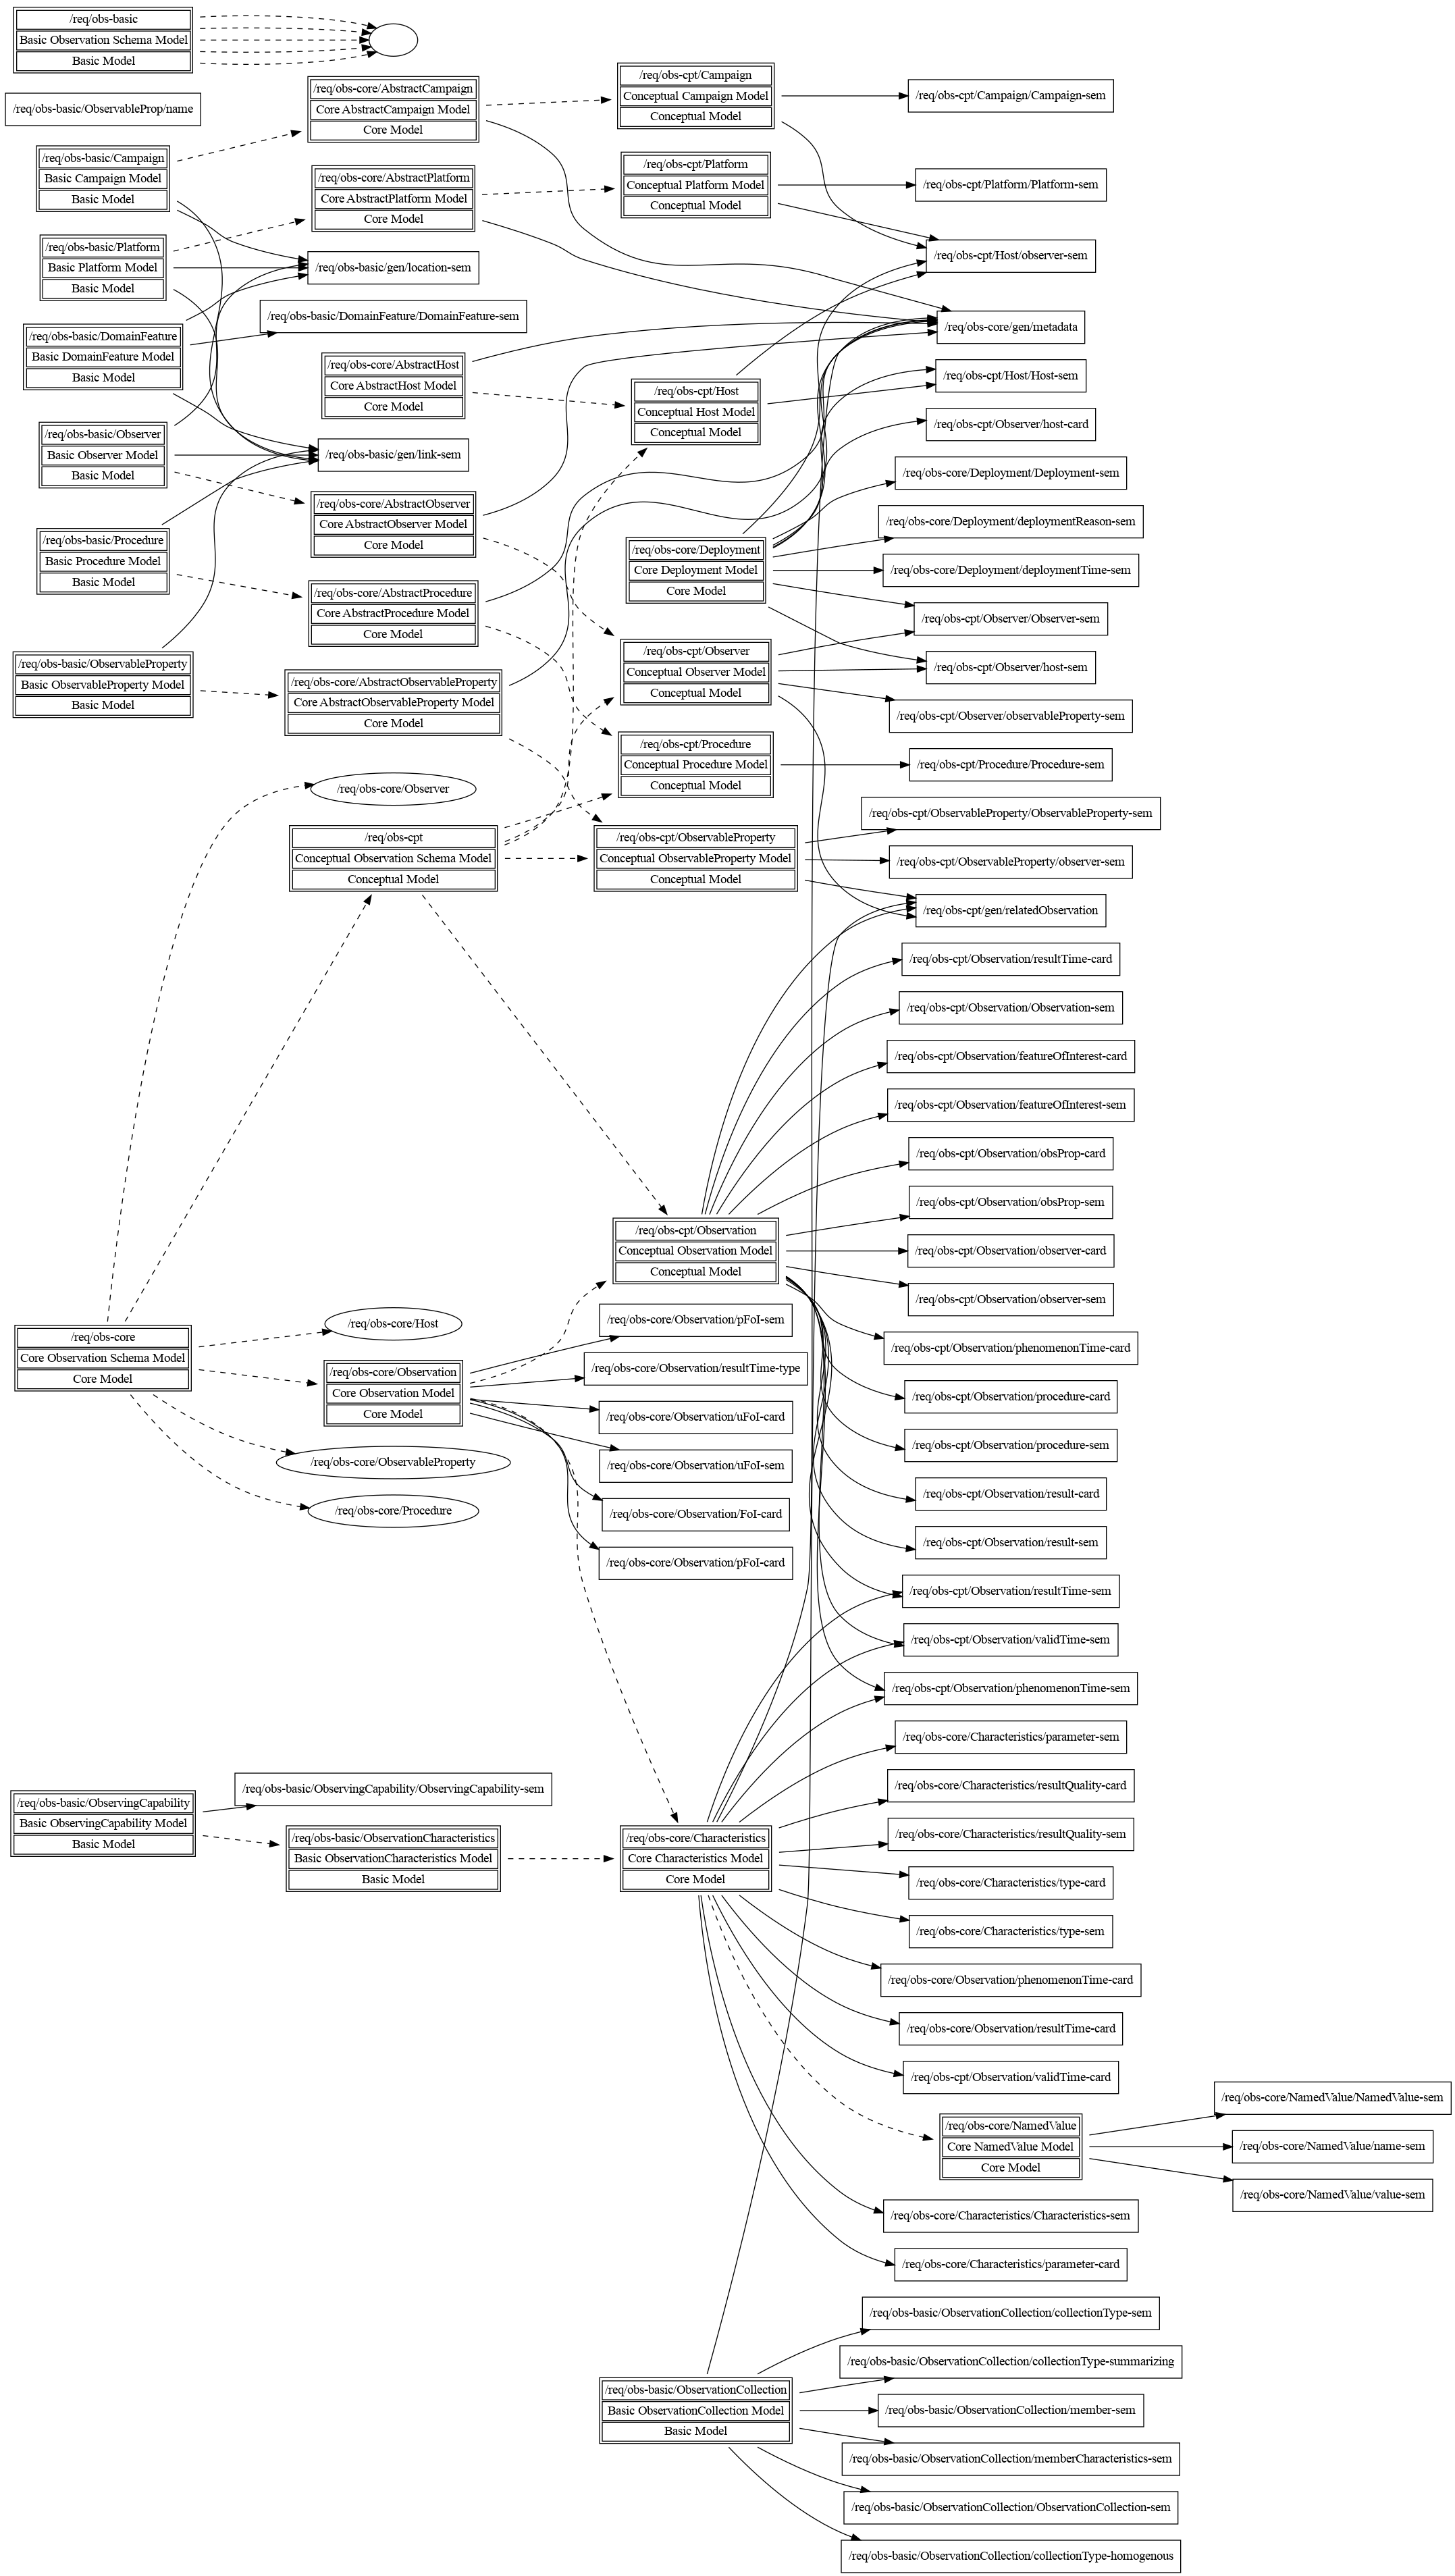 /req/obs-basic
Basic Observation Schema Model
Basic Model
/req/obs-basic/ObservableProp/name
/req/obs-basic/Campaign
Basic Campaign Model
Basic Model
/req/obs-basic/Platform
Basic Platform Model
Basic Model
/req/obs-basic/DomainFeature
Basic DomainFeature Model
Basic Model
/req/obs-basic/Observer
Basic Observer Model
Basic Model
/req/obs-basic/Procedure
Basic Procedure Model
Basic Model
/req/obs-basic/ObservableProperty
Basic ObservableProperty Model
Basic Model
/req/obs-core
Core Observation Schema Model
Core Model
/req/obs-basic/ObservingCapability
Basic ObservingCapability Model
Basic Model
/req/obs-core/AbstractCampaign
Core AbstractCampaign Model
Core Model
/req/obs-core/AbstractPlatform
Core AbstractPlatform Model
Core Model
/req/obs-basic/gen/location-sem
/req/obs-basic/DomainFeature/DomainFeature-sem
/req/obs-core/AbstractHost
Core AbstractHost Model
Core Model
/req/obs-basic/gen/link-sem
/req/obs-core/AbstractObserver
Core AbstractObserver Model
Core Model
/req/obs-core/AbstractProcedure
Core AbstractProcedure Model
Core Model
/req/obs-core/AbstractObservableProperty
Core AbstractObservableProperty Model
Core Model
/req/obs-core/Observer
/req/obs-cpt
Conceptual Observation Schema Model
Conceptual Model
/req/obs-core/Host
/req/obs-core/Observation
Core Observation Model
Core Model
/req/obs-core/ObservableProperty
/req/obs-core/Procedure
/req/obs-basic/ObservingCapability/ObservingCapability-sem
/req/obs-basic/ObservationCharacteristics
Basic ObservationCharacteristics Model
Basic Model
/req/obs-cpt/Campaign
Conceptual Campaign Model
Conceptual Model
/req/obs-cpt/Platform
Conceptual Platform Model
Conceptual Model
/req/obs-cpt/Host
Conceptual Host Model
Conceptual Model
/req/obs-core/Deployment
Core Deployment Model
Core Model
/req/obs-cpt/Observer
Conceptual Observer Model
Conceptual Model
/req/obs-cpt/Procedure
Conceptual Procedure Model
Conceptual Model
/req/obs-cpt/ObservableProperty
Conceptual ObservableProperty Model
Conceptual Model
/req/obs-cpt/Observation
Conceptual Observation Model
Conceptual Model
/req/obs-core/Observation/pFoI-sem
/req/obs-core/Observation/resultTime-type
/req/obs-core/Observation/uFoI-card
/req/obs-core/Observation/uFoI-sem
/req/obs-core/Observation/FoI-card
/req/obs-core/Observation/pFoI-card
/req/obs-core/Characteristics
Core Characteristics Model
Core Model
/req/obs-basic/ObservationCollection
Basic ObservationCollection Model
Basic Model
/req/obs-cpt/Campaign/Campaign-sem
/req/obs-cpt/Platform/Platform-sem
/req/obs-cpt/Host/observer-sem
/req/obs-core/gen/metadata
/req/obs-cpt/Host/Host-sem
/req/obs-cpt/Observer/host-card
/req/obs-core/Deployment/Deployment-sem
/req/obs-core/Deployment/deploymentReason-sem
/req/obs-core/Deployment/deploymentTime-sem
/req/obs-cpt/Observer/Observer-sem
/req/obs-cpt/Observer/host-sem
/req/obs-cpt/Observer/observableProperty-sem
/req/obs-cpt/Procedure/Procedure-sem
/req/obs-cpt/ObservableProperty/ObservableProperty-sem
/req/obs-cpt/ObservableProperty/observer-sem
/req/obs-cpt/gen/relatedObservation
/req/obs-cpt/Observation/resultTime-card
/req/obs-cpt/Observation/Observation-sem
/req/obs-cpt/Observation/featureOfInterest-card
/req/obs-cpt/Observation/featureOfInterest-sem
/req/obs-cpt/Observation/obsProp-card
/req/obs-cpt/Observation/obsProp-sem
/req/obs-cpt/Observation/observer-card
/req/obs-cpt/Observation/observer-sem
/req/obs-cpt/Observation/phenomenonTime-card
/req/obs-cpt/Observation/procedure-card
/req/obs-cpt/Observation/procedure-sem
/req/obs-cpt/Observation/result-card
/req/obs-cpt/Observation/result-sem
/req/obs-cpt/Observation/resultTime-sem
/req/obs-cpt/Observation/validTime-sem
/req/obs-cpt/Observation/phenomenonTime-sem
/req/obs-core/Characteristics/parameter-sem
/req/obs-core/Characteristics/resultQuality-card
/req/obs-core/Characteristics/resultQuality-sem
/req/obs-core/Characteristics/type-card
/req/obs-core/Characteristics/type-sem
/req/obs-core/Observation/phenomenonTime-card
/req/obs-core/Observation/resultTime-card
/req/obs-cpt/Observation/validTime-card
/req/obs-core/NamedValue
Core NamedValue Model
Core Model
/req/obs-core/Characteristics/Characteristics-sem
/req/obs-core/Characteristics/parameter-card
/req/obs-basic/ObservationCollection/collectionType-sem
/req/obs-basic/ObservationCollection/collectionType-summarizing
/req/obs-basic/ObservationCollection/member-sem
/req/obs-basic/ObservationCollection/memberCharacteristics-sem
/req/obs-basic/ObservationCollection/ObservationCollection-sem
/req/obs-basic/ObservationCollection/collectionType-homogenous
/req/obs-core/NamedValue/NamedValue-sem
/req/obs-core/NamedValue/name-sem
/req/obs-core/NamedValue/value-sem